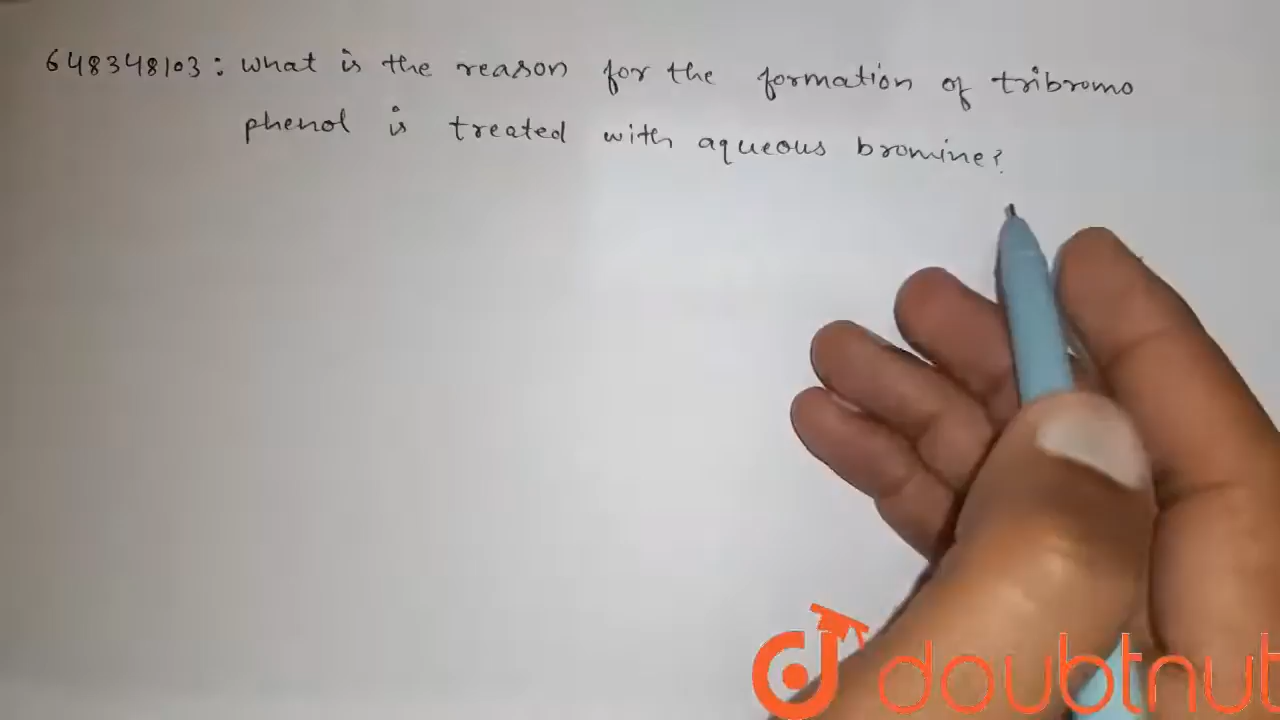 648348103: What is the reason for the formation of tribromo
phenol is treated with aqueous bromine?
doubtnut